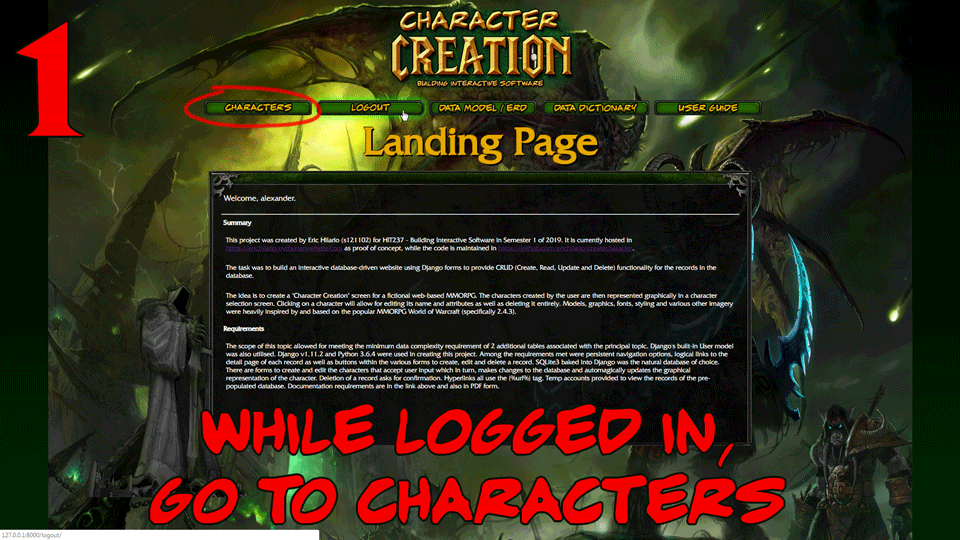 1
CHARACTER
CREATION
BUILDING INTERACTIVE SOFTWARE
CHARACTERS LOGOUT DATA MODEL / ERD DATA DICTIONARY USER GUIDE
Landing Page
Welcome, alexander.
Summary
This project was created by Eric Hilario (s121102) for HIT237 - Building Interactive Software in Semester 1 of 2019. It is currently hosted in
as proof of concept, while the code is maintained in
The task was to build an interactive database-driven website using Django forms to provide CRUD (Create, Read, Update and Delete) functionality for the records in the
database.
The idea is to create a "Character Creation" screen for a fictional web-based MMORPG. The characters created by the user are then represented graphically in a character
selection screen. Clicking on a character will allow for editing its name and attributes as well as deleting it entirely. Models, graphics, fonts, styling and various other imagery
were heavily inspired by and based on the popular MMORPG World of Warcraft (specifically 2.4.3).
Requirements
The scope of this topic allowed for meeting the minimum data complexity requirement of 2 additional tables associated with the principal topic. Django's built-in User model
was also utilised. Django v1.11.2 and Python 3.6.4 were used in creating this project. Among the requirements met were persistent navigation options, logical links to the
detail page of each record as well as buttons within the various forms to create, edit and delete a record. SQLite3 baked into Django was the natural database of choice.
There are forms to create and edit the characters that accept user input which in turn, makes changes to the database and automagically updates the graphical
representation of the character. Deletion of a record asks for confirmation. Hyperlinks all use the {%url%} tag. Temp accounts provided to view the records of the pre-
populated database. Documentation requirements are in the link above and also in PDF form.
WHILE LOGGED IN,
GO TO CHARACTERS
127.0.0.1:8000/logout/